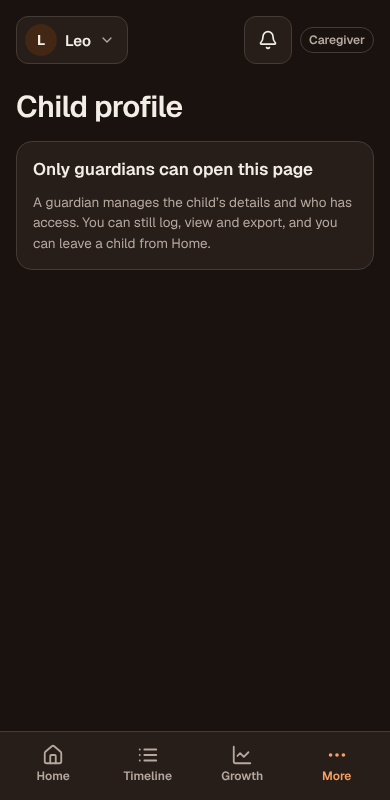 L Leo
Caregiver
Child profile
Only guardians can open this page
A guardian manages the child's details and who has
access. You can still log, view and export, and you
can leave a child from Home.
Home Timeline Growth More